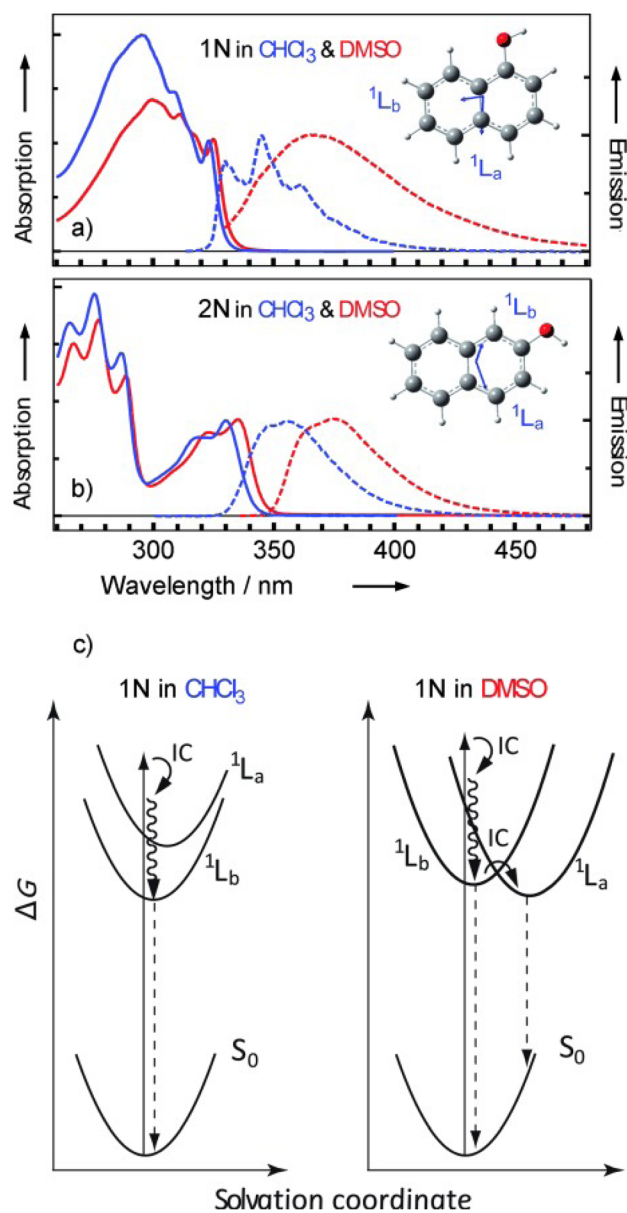 1N in CHCl3 & DMSO
1Lb
1La
Absorption
Emission
a)
2N in CHCl3 & DMSO
1Lb
1La
Absorption
Emission
b)
300 350 400 450
Wavelength / nm
c)
1N in CHCl3
1N in DMSO
IC
1La
1Lb
S0
IC
IC
1Lb
1La
S0
ΔG
Solvation coordinate